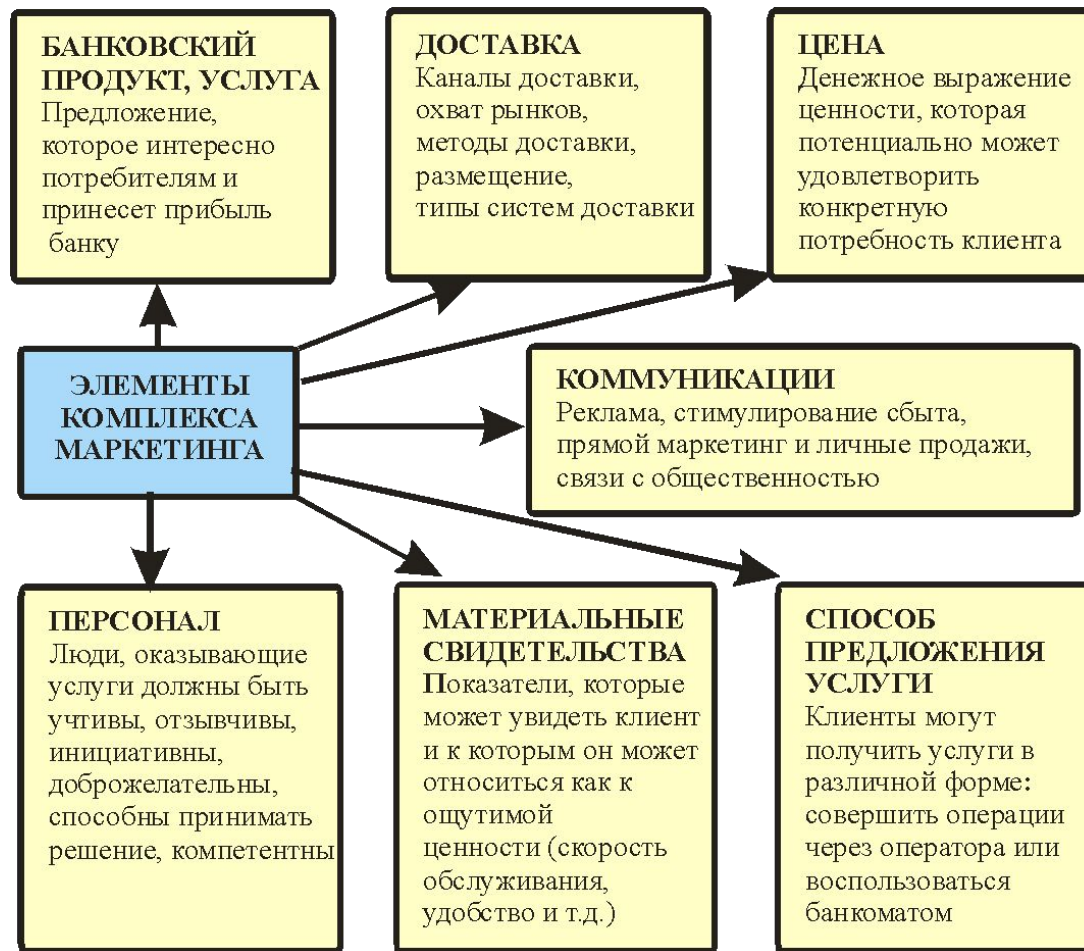 БАНКОВСКИЙ
ПРОДУКТ, УСЛУГА
Предложение,
которое интересно
потребителям и
принесет прибыль
банку
ДОСТАВКА
Каналы доставки,
охват рынков,
методы доставки,
размещение,
типы систем доставки
ЦЕНА
Денежное выражение
ценности, которая
потенциально может
удовлетворить
конкретную
потребность клиента
ЭЛЕМЕНТЫ
КОМПЛЕКСА
МАРКЕТИНГА
КОММУНИКАЦИИ
Реклама, стимулирование сбыта,
прямой маркетинг и личные продажи,
связи с общественностью
ПЕРСОНАЛ
Люди, оказывающие
услуги должны быть
учтивы, отзывчивы,
инициативны,
доброжелательны,
способны принимать
решение, компетентны
МАТЕРИАЛЬНЫЕ
СВИДЕТЕЛЬСТВА
Показатели, которые
может увидеть клиент
и к которым он может
относиться как к
ощутимой
ценности (скорость
обслуживания,
удобство и т.д.)
СПОСОБ
ПРЕДЛОЖЕНИЯ
УСЛУГИ
Клиенты могут
получить услуги в
различной форме:
совершить операции
через оператора или
воспользоваться
банкоматом